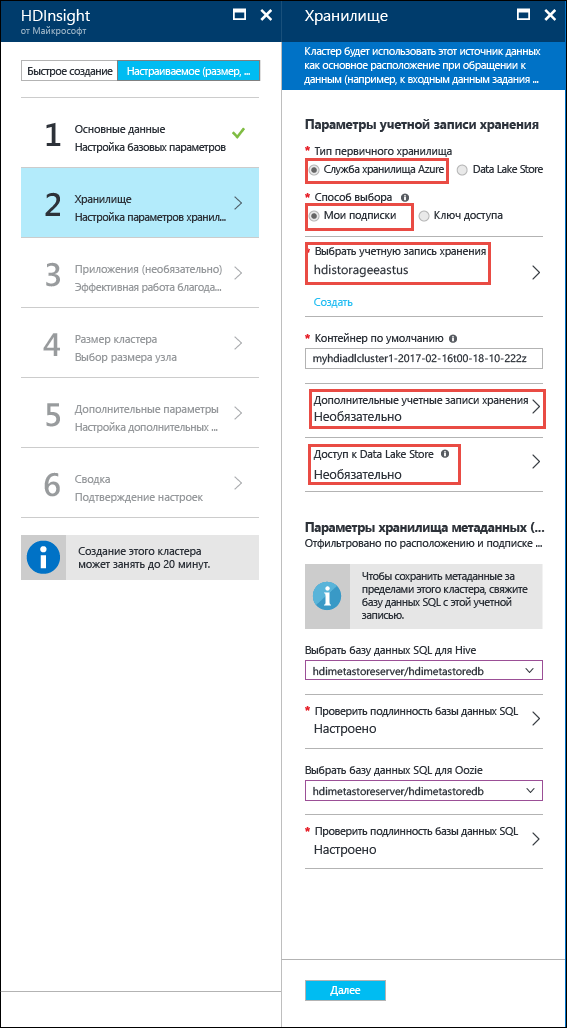 HDInsight
от Майкрософт
Быстрое создание
Настраиваемое (размер, ...
1
Основные данные
Настройка базовых параметров
2
Хранилище
Настройка параметров хранил...
3
Приложения (необязательно)
Эффективная работа благода...
4
Размер кластера
Выбор размера узла
5
Дополнительные параметры
Настройка дополнительных ...
6
Сводка
Подтверждение настроек
Создание этого кластера
может занять до 20 минут.
Хранилище
Кластер будет использовать этот источник данных
как основное расположение при обращении к
данным (например, к входным данным задания ...
Параметры учетной записи хранения
* Тип первичного хранилища
Служба хранилища Azure
Data Lake Store
* Способ выбора
Мои подписки
Ключ доступа
* Выбрать учетную запись хранения
hdistorageeastus
Создать
* Контейнер по умолчанию
myhdiadlcluster1-2017-02-16t00-18-10-222z
Дополнительные учетные записи хранения
Необязательно
Доступ к Data Lake Store
Необязательно
Параметры хранилища метаданных (...
Отфильтровано по расположению и подписке ...
Чтобы сохранить метаданные за
пределами этого кластера, свяжите
базу данных SQL с этой учетной
записью.
Выбрать базу данных SQL для Hive
hdimetastoreserver/hdimetastoredb
* Проверить подлинность базы данных SQL
Настроено
Выбрать базу данных SQL для Oozie
hdimetastoreserver/hdimetastoredb
* Проверить подлинность базы данных SQL
Настроено
Далее